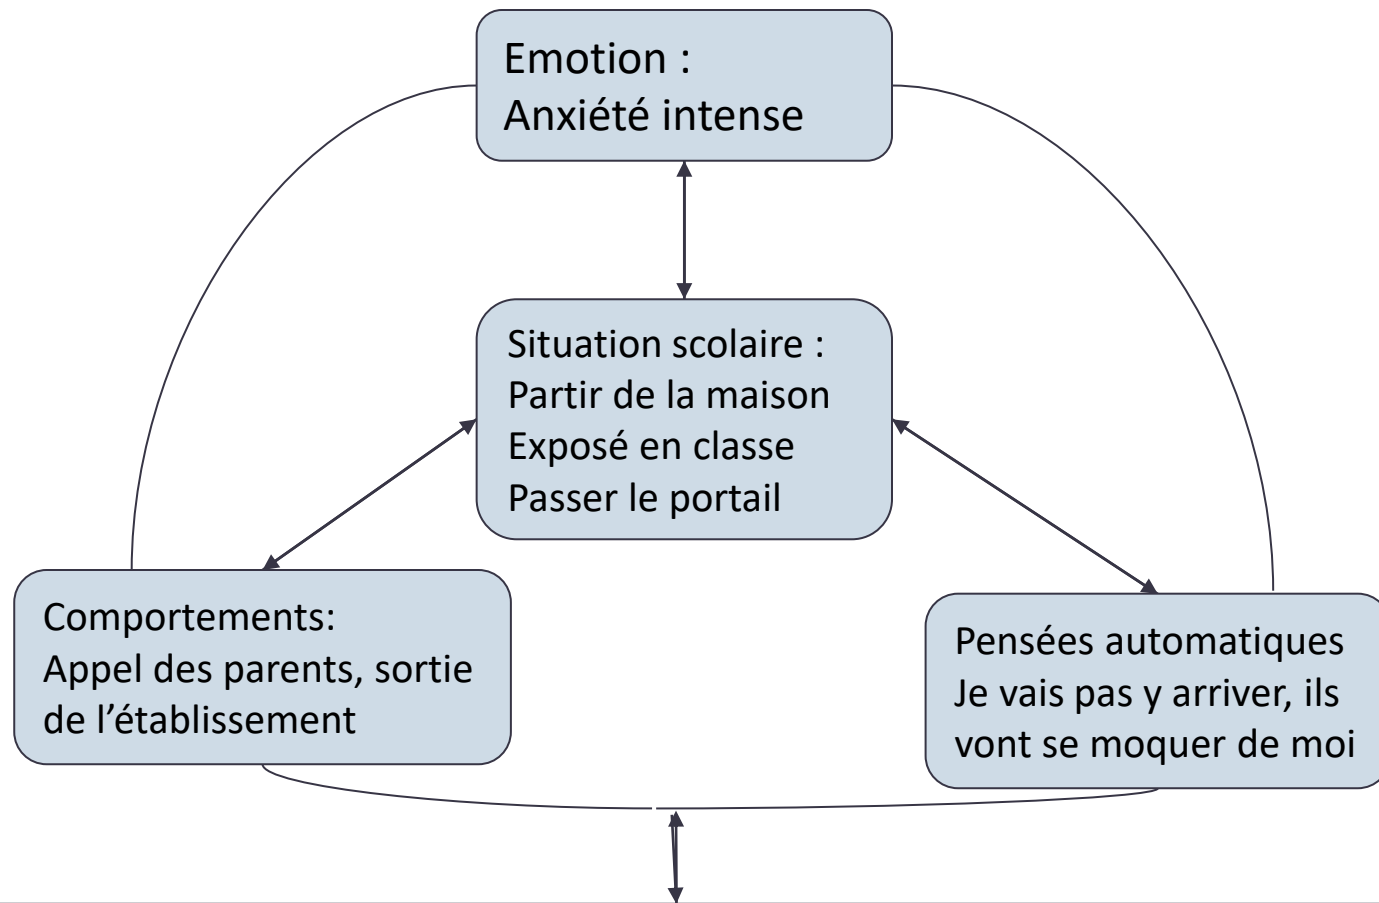 Emotion :
Anxiété intense
Situation scolaire :
Partir de la maison
Exposé en classe
Passer le portail
Comportements:
Appel des parents, sortie
de l’établissement
Pensées automatiques
Je vais pas y arriver, ils
vont se moquer de moi